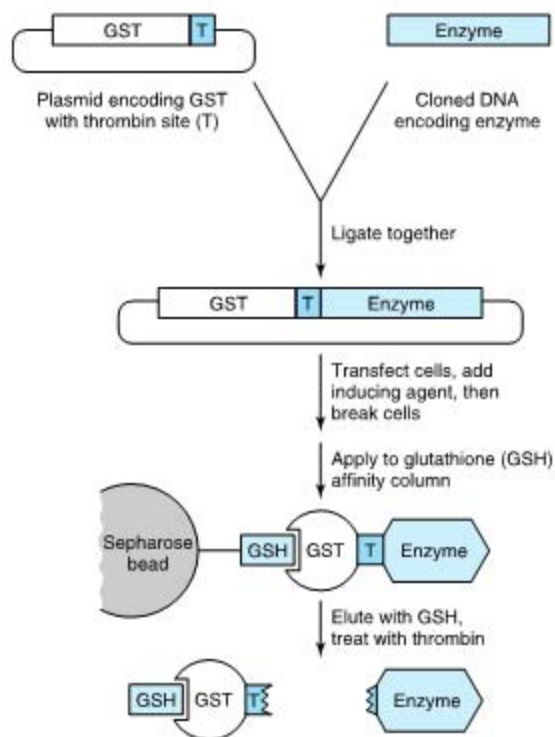 GST T
Enzyme
Plasmid encoding GST
with thrombin site (T)
Cloned DNA
encoding enzyme
Ligate together
GST T Enzyme
Transfect cells, add
inducing agent, then
break cells
Apply to glutathione (GSH)
affinity column
Sepharose
bead
GSH GST T Enzyme
Elute with GSH,
treat with thrombin
GSH GST T Enzyme